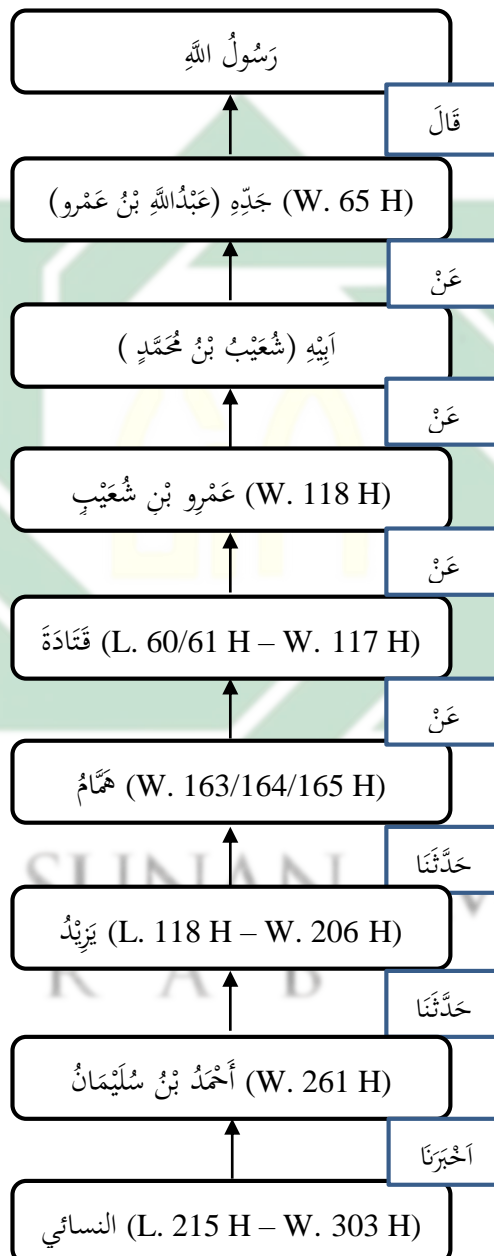 رَسُولُ اللَّهِ
قَالَ
جَدِّهِ (عَبْدُاللَّهِ بْنُ عَمْرو) (W. 65 H)
عَنْ
اَبِيْهِ (شُعَيْبُ بْنُ مُحَمَّدٍ )
عَنْ
عَمْرِو بْنِ شُعَيْبٍ (W. 118 H)
عَنْ
قَتَادَةَ (L. 60/61 H – W. 117 H)
عَنْ
هَمَّامُ (W. 163/164/165 H)
حَدَّثَنَا
SUNAN
يَزِيْدُ (L. 118 H – W. 206 H)
حَدَّثَنَا
أَحْمَدُ بْنُ سُلَيْمَانُ (W. 261 H)
اَخْبَرَنَا
النسائي (L. 215 H – W. 303 H)